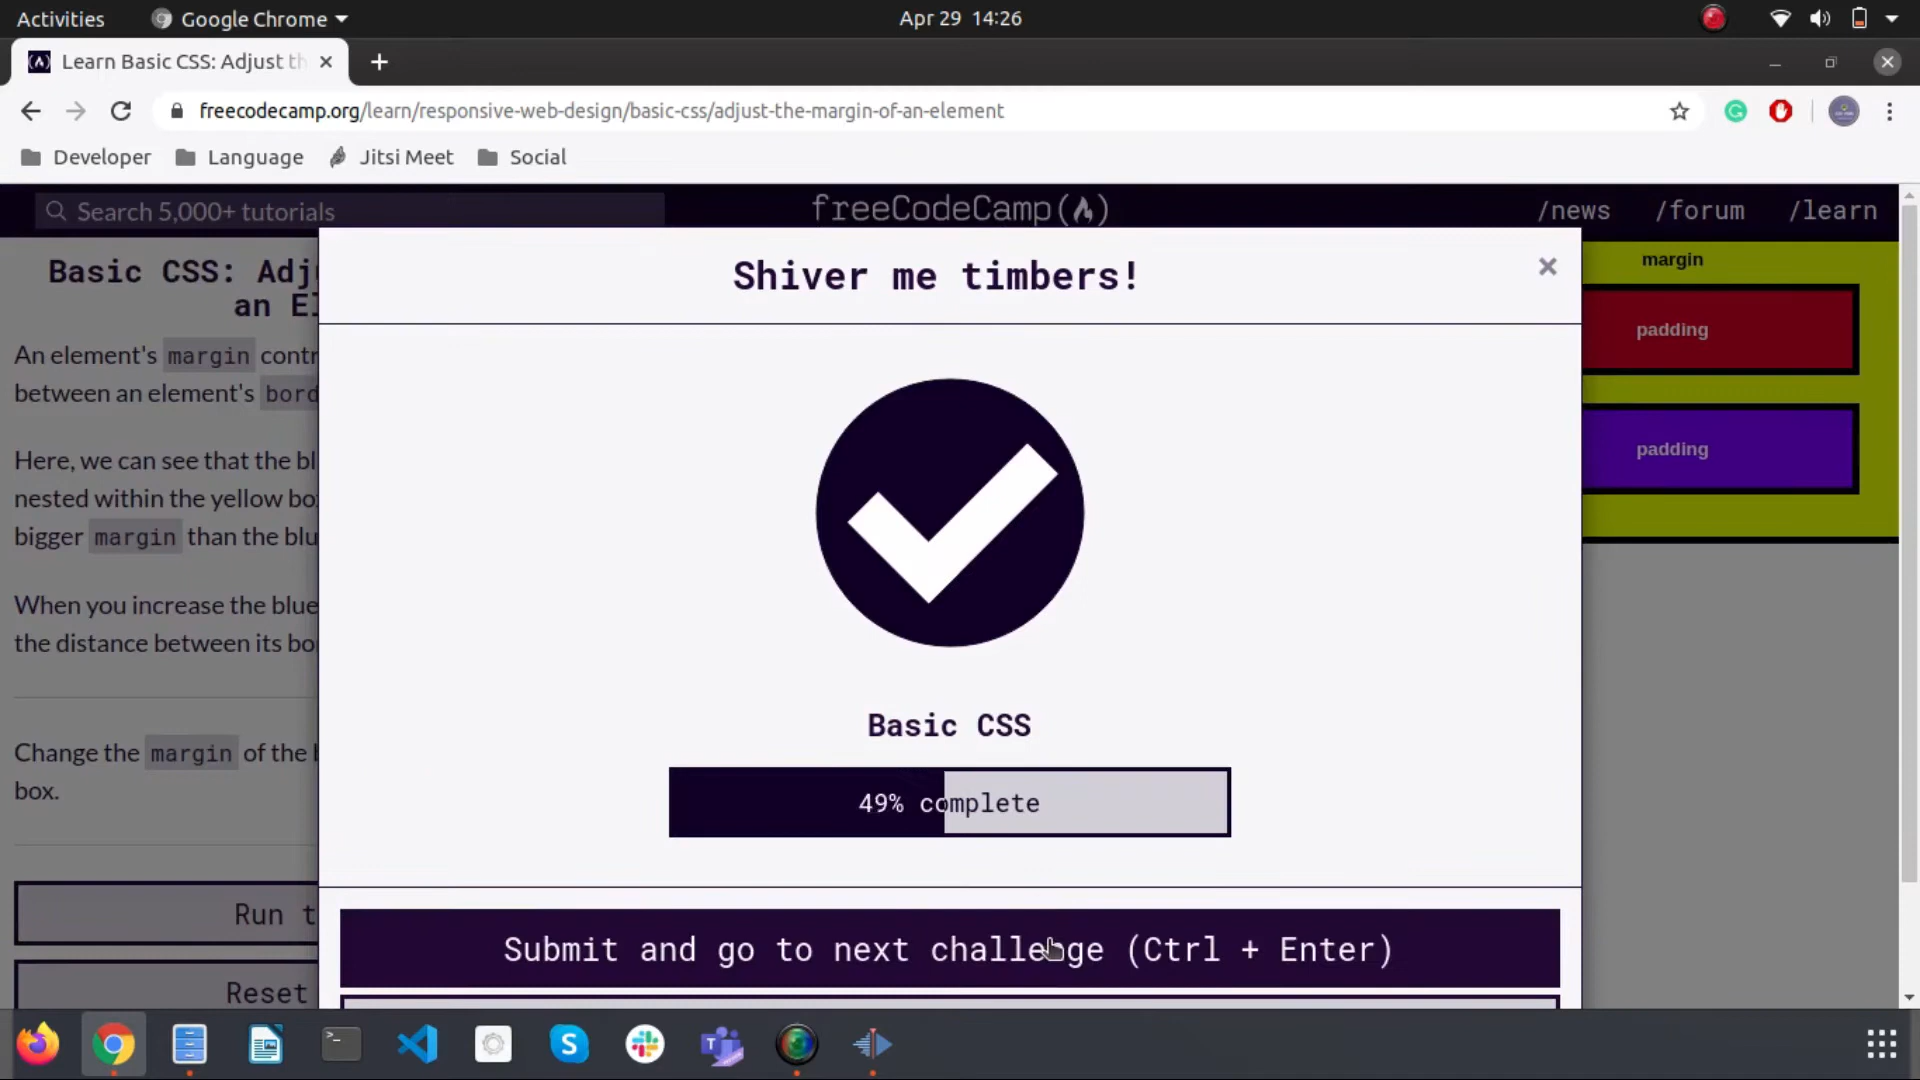 Activities
Google Chrome
Apr 29 14:26
Learn Basic CSS: Adjust th
freecodecamp.org/learn/responsive-web-design/basic-css/adjust-the-margin-of-an-element
Developer
Language
Jitsi Meet
Social
Search 5,000+ tutorials
freeCodeCamp
/news
/forum
/learn
Basic CSS: Adj
an El
An element's margin contr
between an element's bord
Here, we can see that the bl
nested within the yellow bo
bigger margin than the blu
When you increase the blue
the distance between its bo
Change the margin of the b
box.
Run t
Reset
Shiver me timbers!
×
Basic CSS
49% complete
Submit and go to next challenge (Ctrl + Enter)
margin
padding
padding